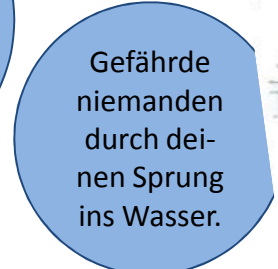 Gefährde
niemanden
durch dei-
nen Sprung
ins Wasser.